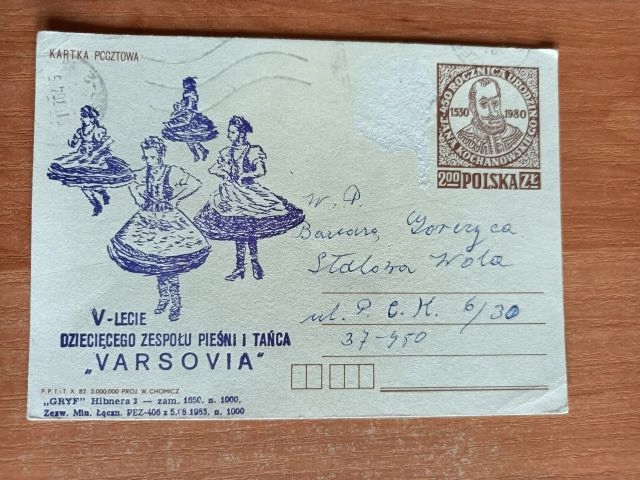 KARTKA POCZTOWA
450 ROCZNICA URODZIN
JANA KOCHANOWSKIEGO
1530 1980
2.00 POLSKA ZŁ
W. P.
Gorczyca
Stalowa Wola
ul. P. C. K. 6/30
37-450
V-LECIE
DZIECIĘCEGO ZESPOŁU PIEŚNI I TAŃCA
„VARSOVIA"
P.P.T.iT. X. 82. 2.000.000 PROJ. W. CHOMICZ
„GRYF" Hibnera 3 — zam. 1650, n. 1000,
Zezw. Min. Łączn. PEZ-406 z 5.08 1983, n. 1000